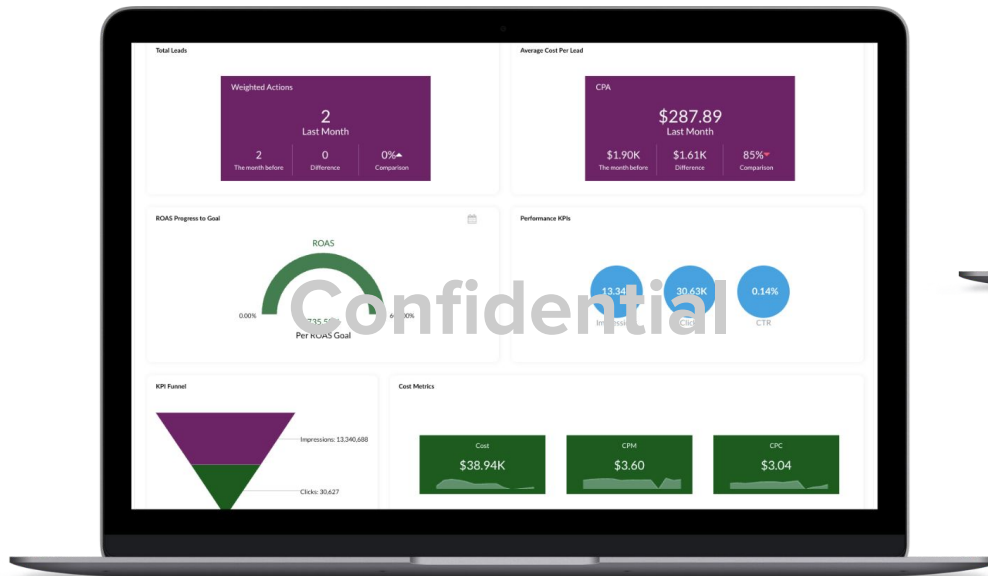 Total Leads
Weighted Actions
2
Last Month
2
The month before
0
Difference
0%
Comparison
Average Cost Per Lead
CPA
$287.89
Last Month
$1.90K
The month before
$1.61K
Difference
85%
Comparison
ROAS Progress to Goal
ROAS
0.00%
Per ROAS Goal
Performance KPIs
30.63K
0.14%
CTR
Confidential
KPI Funnel
Impressions: 13,340,688
Clicks: 30,627
Cost Metrics
Cost
$38.94K
CPM
$3.60
CPC
$3.04